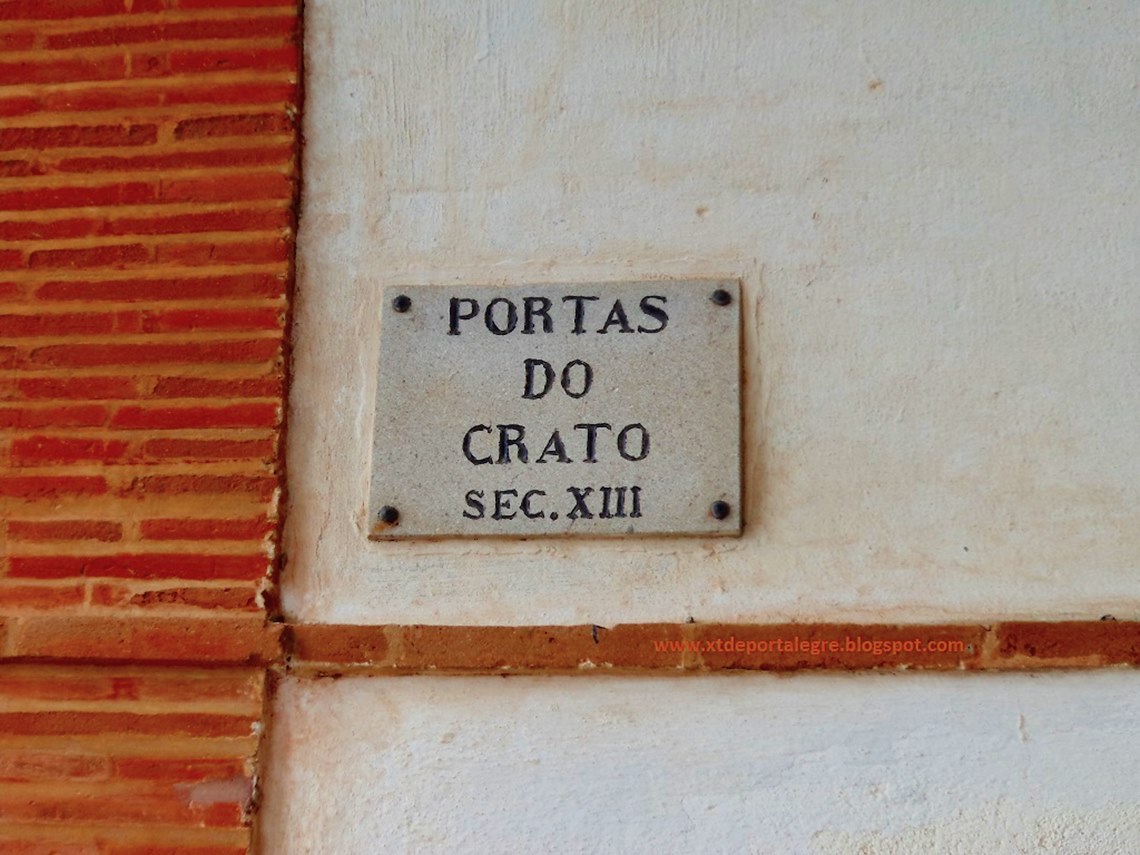 PORTAS
DO
CRATO
SEC. XIII
www.xtdeportalegre.blogspot.com